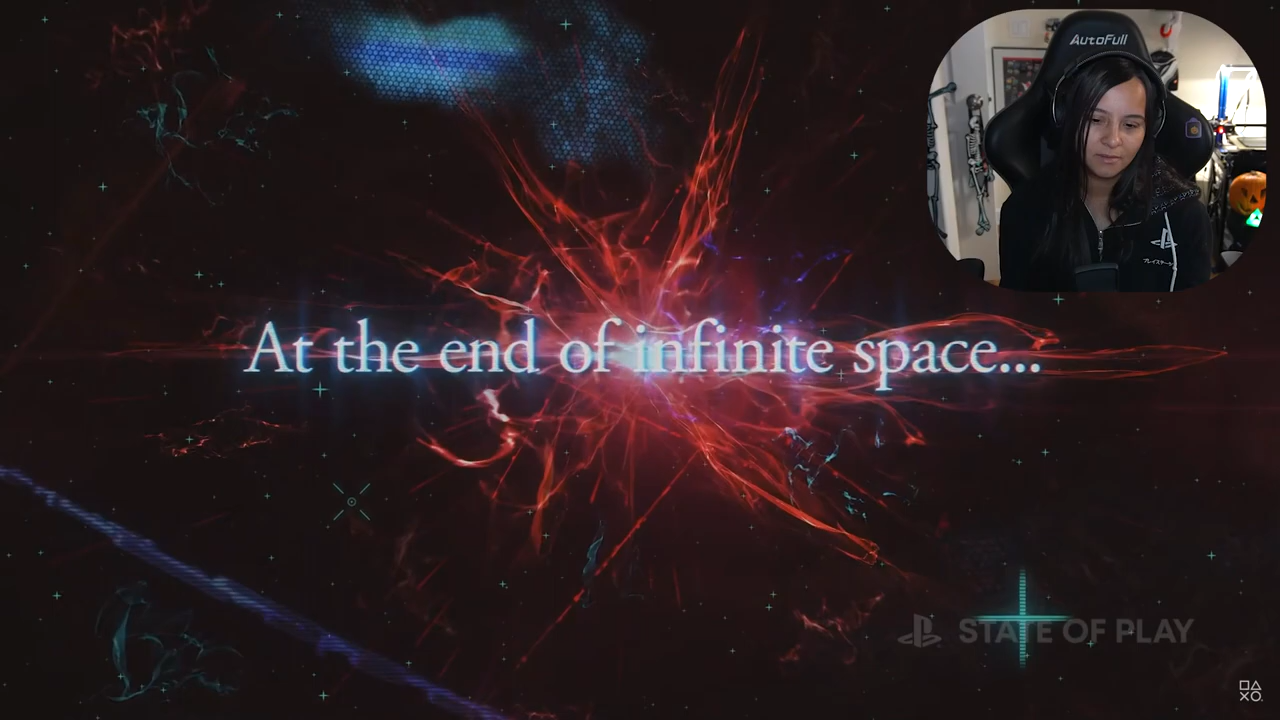 AutoFull
At the end of infinite space...
STATE OF PLAY